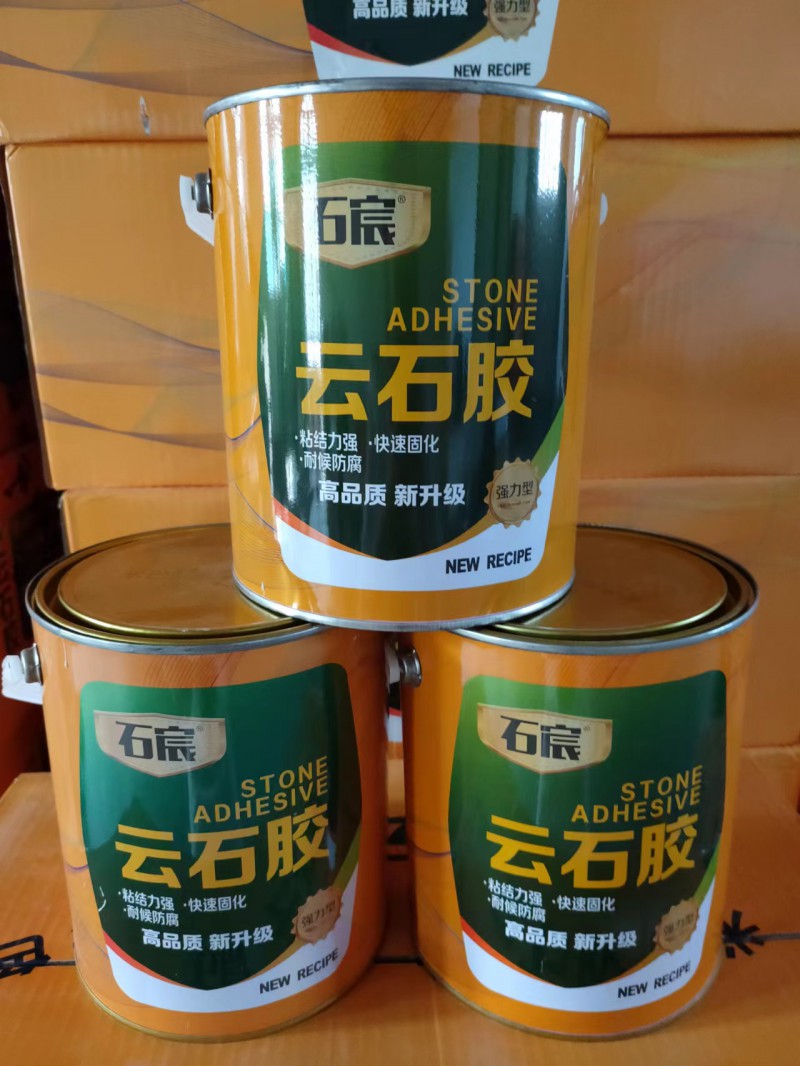 高品质 新升级
强力型
NEW RECIPE
石宸®
STONE
ADHESIVE
云石胶
·粘结力强 ·快速固化
·耐候防腐
高品质 新升级
强力型
NEW RECIPE
石宸
STONE
ADHESIVE
云石胶
·粘结力强 ·快速固化
·耐候防腐
高品质 新升级
强力型
NEW RECIPE
石宸
STONE
ADHESIVE
云石胶
·粘结力强 ·快速固化
·耐候防腐
高品质 新升级
强力型
NEW RECIPE